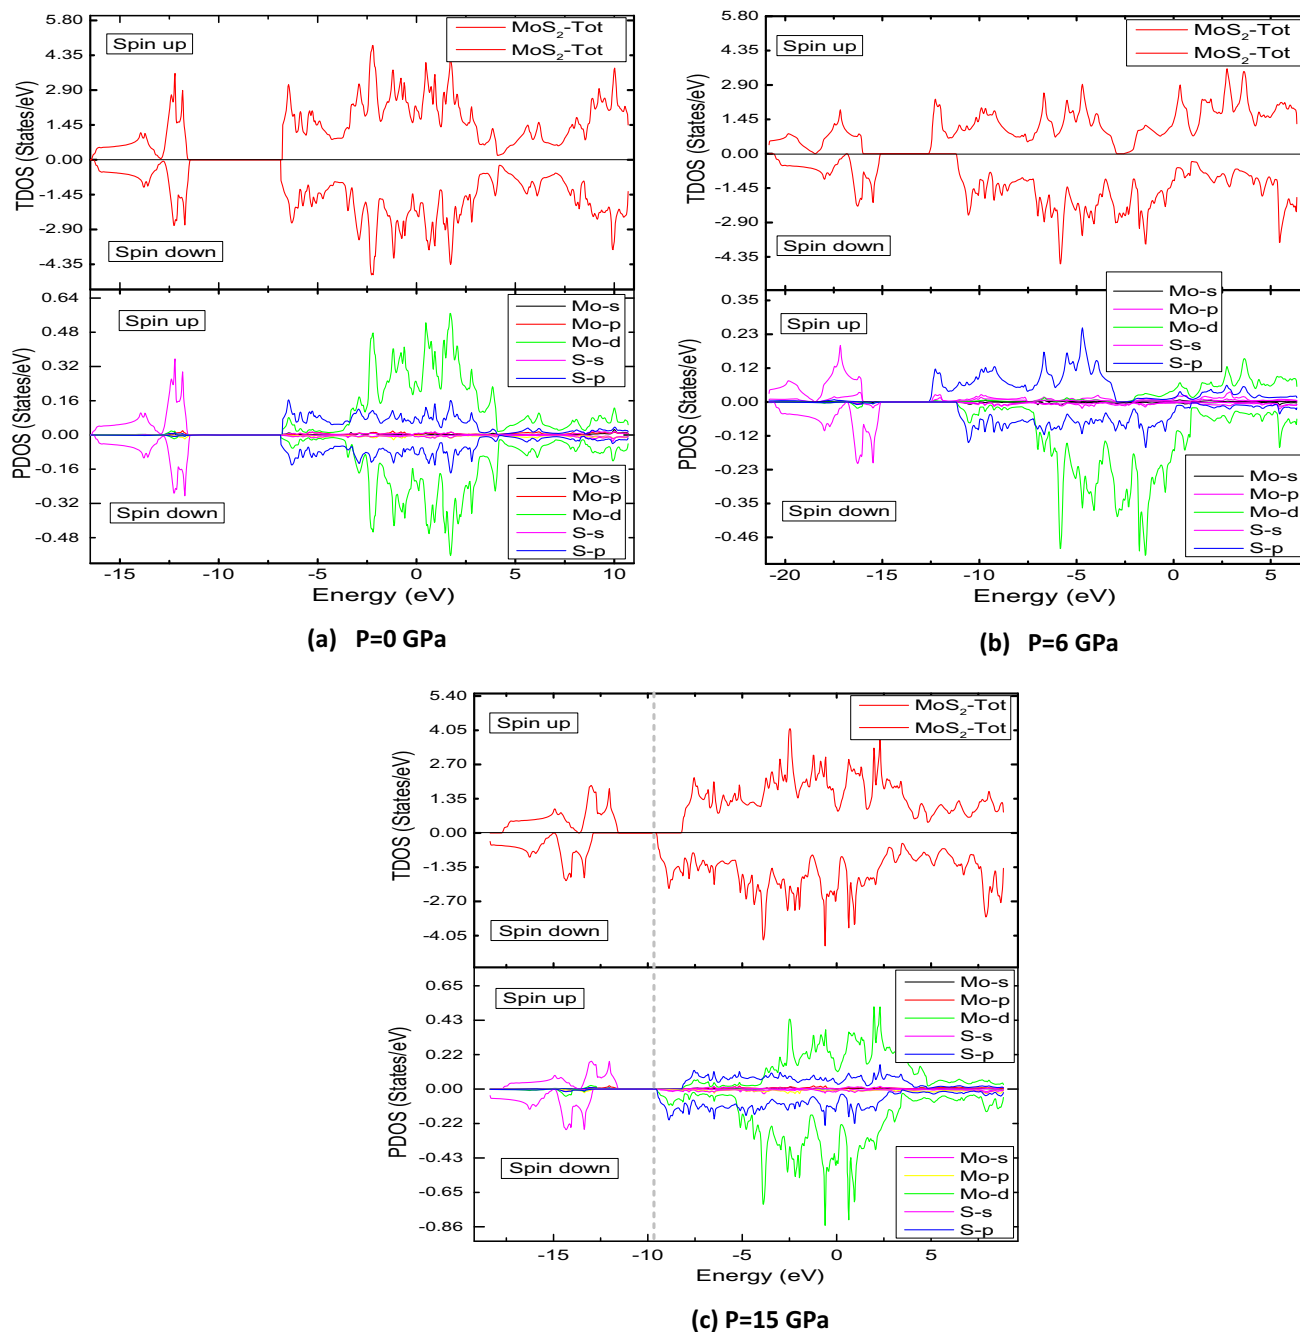 5.80
4.35
2.90
1.45
0.00
-1.45
-2.90
-4.35
TDOS (States/eV)
Spin up
Spin down
MoS₂-Tot
MoS₂-Tot
0.64
0.48
0.32
0.16
0.00
-0.16
-0.32
-0.48
PDOS (States/eV)
Spin up
Spin down
Mo-s
Mo-p
Mo-d
S-s
S-p
Mo-s
Mo-p
Mo-d
S-s
S-p
-15 -10 -5 0 5 10
Energy (eV)
(a) P=0 GPa
5.80
4.35
2.90
1.45
0.00
-1.45
-2.90
-4.35
TDOS (States/eV)
Spin up
Spin down
MoS₂-Tot
MoS₂-Tot
0.35
0.23
0.12
0.00
-0.12
-0.23
-0.35
-0.46
PDOS (States/eV)
Spin up
Spin down
Mo-s
Mo-p
Mo-d
S-s
S-p
Mo-s
Mo-p
Mo-d
S-s
S-p
-20 -15 -10 -5 0 5
Energy (eV)
(b) P=6 GPa
5.40
4.05
2.70
1.35
0.00
-1.35
-2.70
-4.05
TDOS (States/eV)
Spin up
Spin down
MoS₂-Tot
MoS₂-Tot
0.65
0.43
0.22
0.00
-0.22
-0.43
-0.65
-0.86
PDOS (States/eV)
Spin up
Spin down
Mo-s
Mo-p
Mo-d
S-s
S-p
Mo-s
Mo-p
Mo-d
S-s
S-p
-15 -10 -5 0 5
Energy (eV)
(c) P=15 GPa